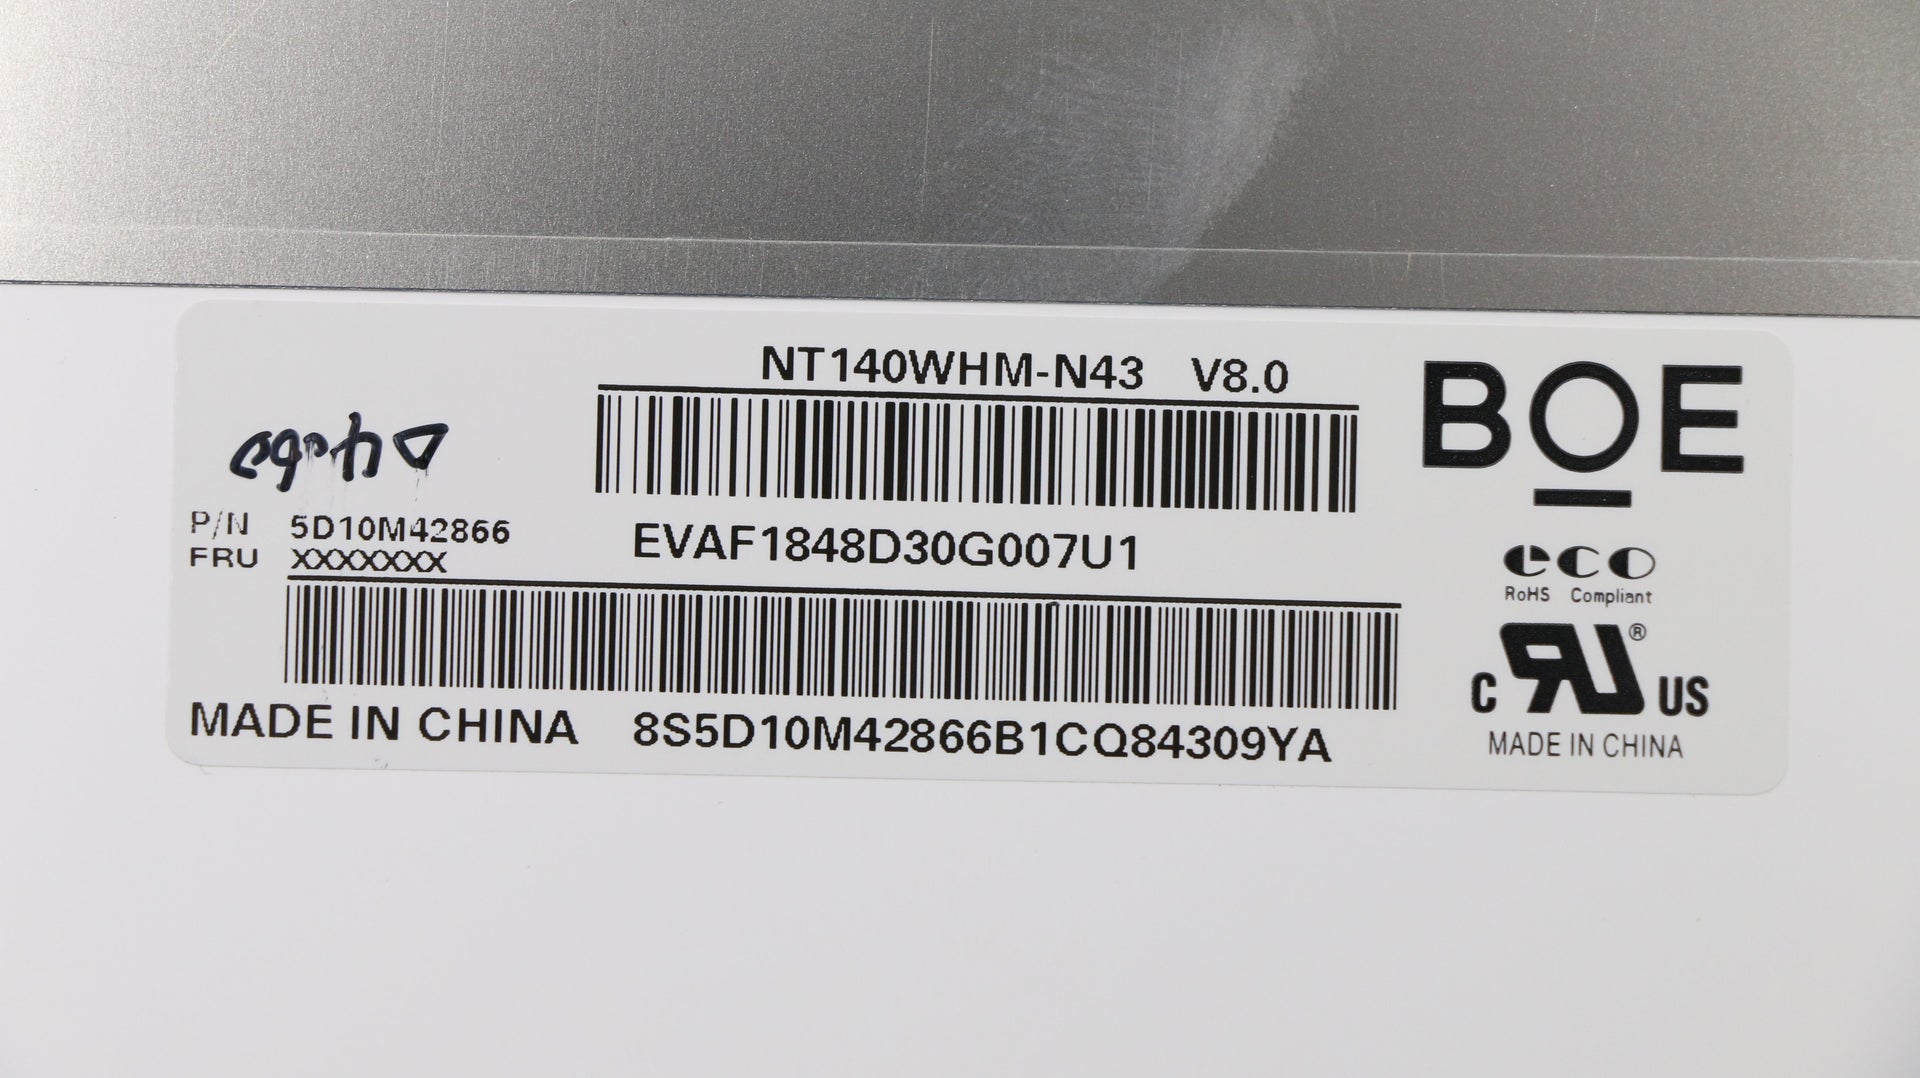 NT140WHM-N43 V8.0
BOE
P/N 5D10M42866
FRU XXXXXXX
EVAF1848D30G007U1
eco
RoHS Compliant
®
C US
MADE IN CHINA
MADE IN CHINA 8S5D10M42866B1CQ84309YA